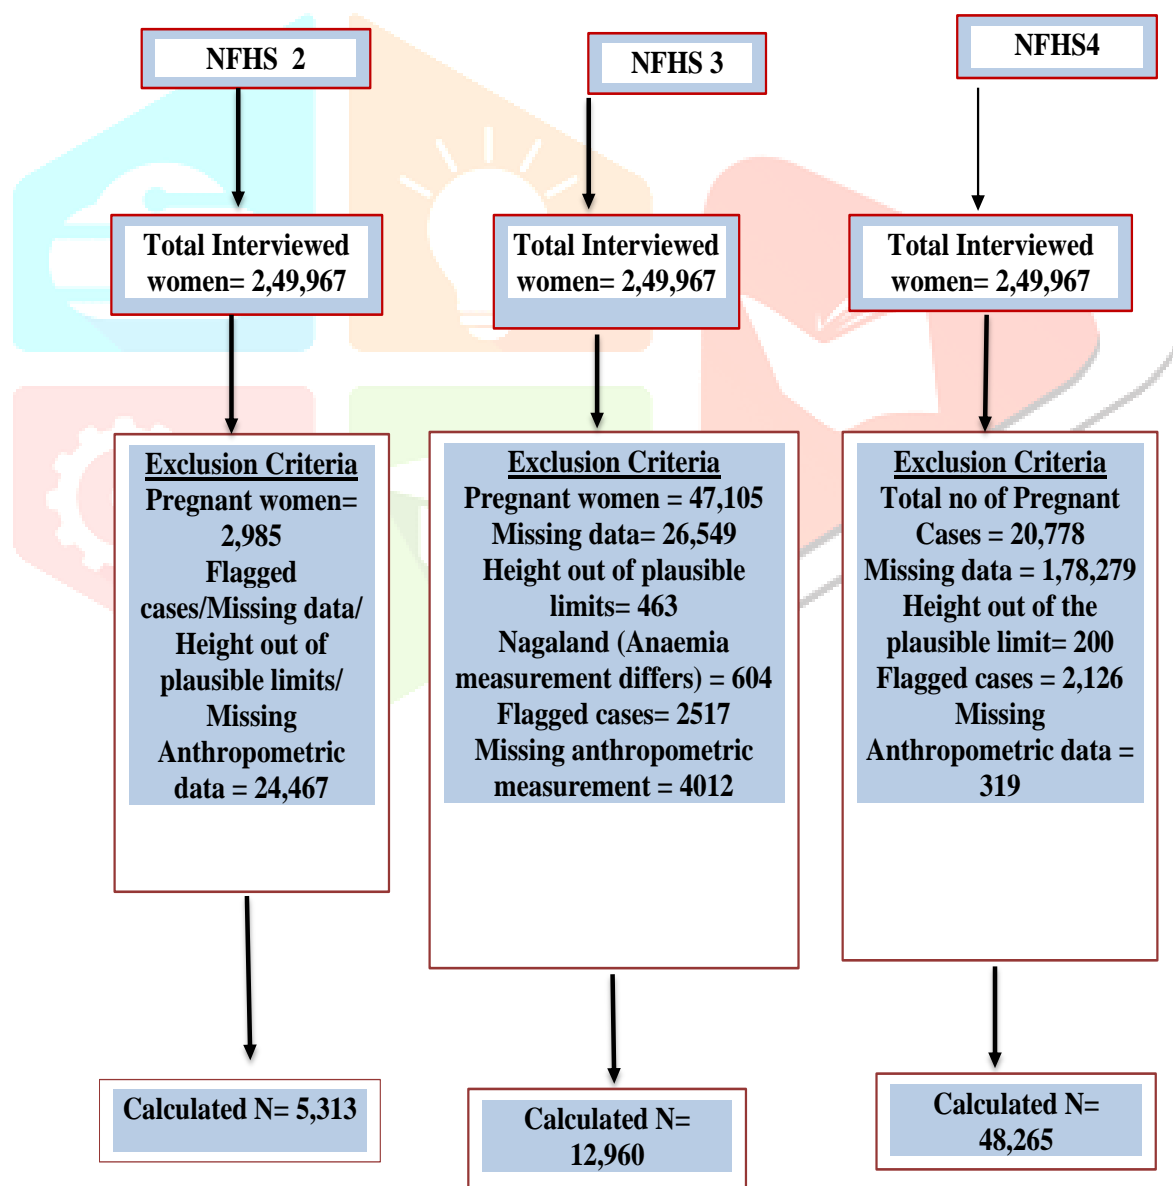 NFHS 2
Total Interviewed
women= 2,49,967
Exclusion Criteria
Pregnant women=
2,985
Flagged
cases/Missing data/
Height out of
plausible limits/
Missing
Anthropometric
data = 24,467
Calculated N= 5,313
NFHS 3
Total Interviewed
women= 2,49,967
Exclusion Criteria
Pregnant women = 47,105
Missing data= 26,549
Height out of plausible
limits= 463
Nagaland (Anaemia
measurement differs) = 604
Flagged cases= 2517
Missing anthropometric
measurement = 4012
Calculated N=
12,960
NFHS4
Total Interviewed
women= 2,49,967
Exclusion Criteria
Total no of Pregnant
Cases = 20,778
Missing data = 1,78,279
Height out of the
plausible limit= 200
Flagged cases = 2,126
Missing
Anthropometric data =
319
Calculated N=
48,265